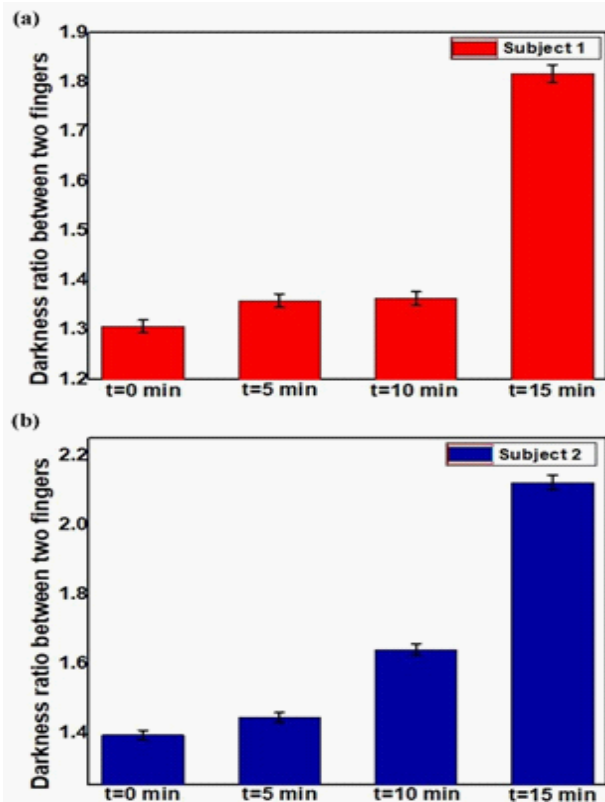 (a)
Darkness ratio between two fingers
1.9
1.8
1.7
1.6
1.5
1.4
1.3
1.2
Subject 1
t=0 min t=5 min t=10 min t=15 min
(b)
Darkness ratio between two fingers
2.2
2.0
1.8
1.6
1.4
Subject 2
t=0 min t=5 min t=10 min t=15 min